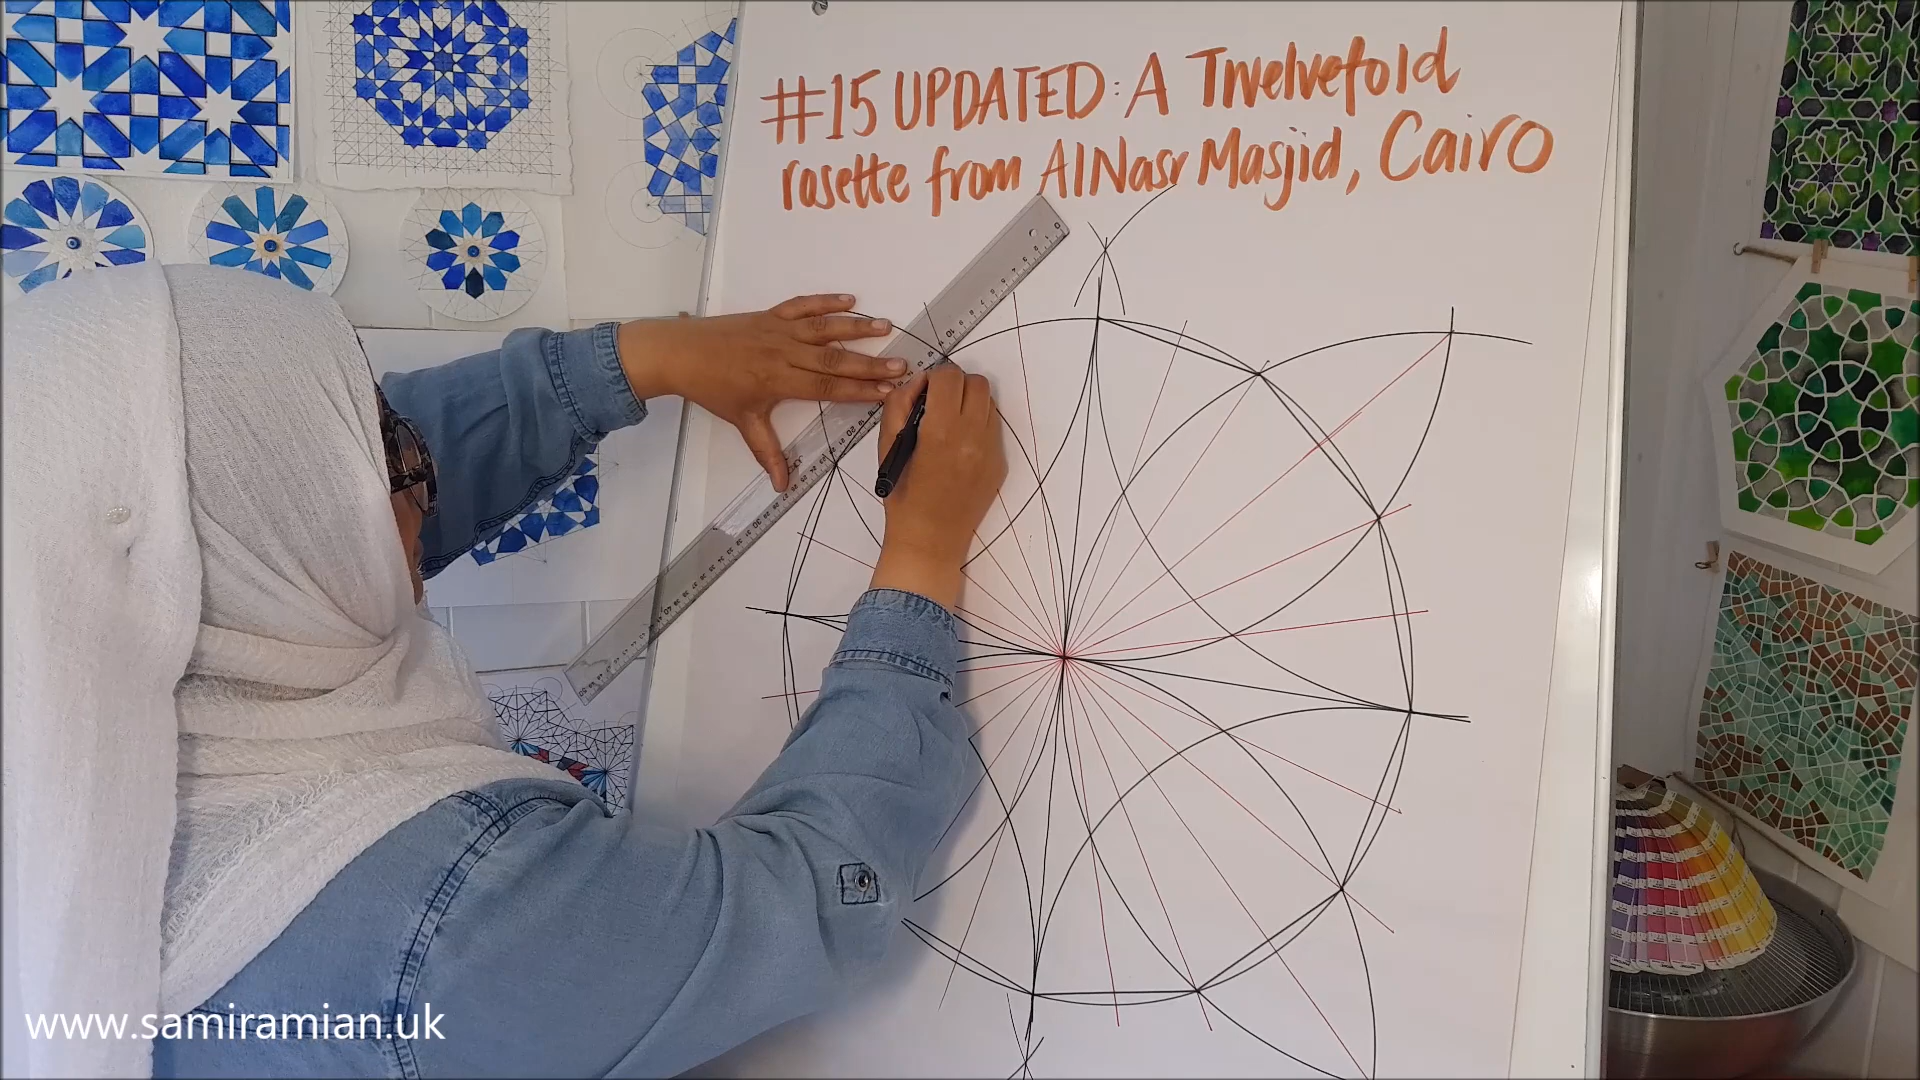 #15 UPDATED: A Twelvefold
rosette from AlNasr Masjid, Cairo
www.samiramian.uk